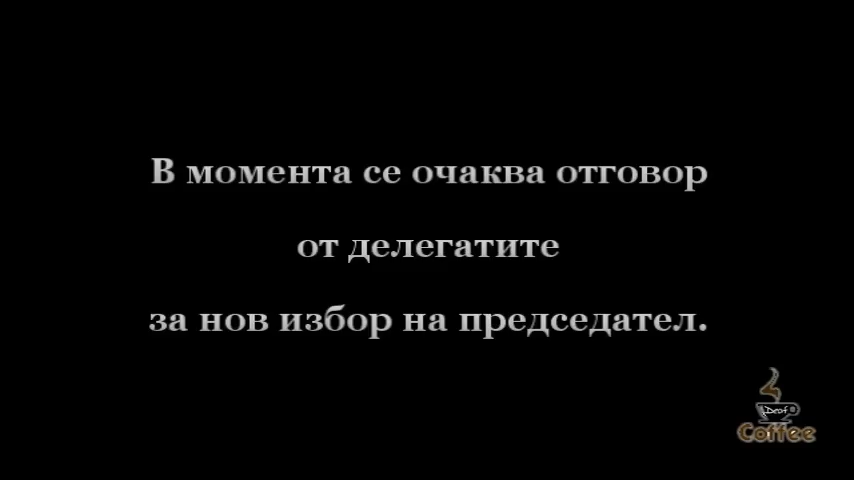 В момента се очаква отговор
от делегатите
за нов избор на председател.
Deaf
Coffee